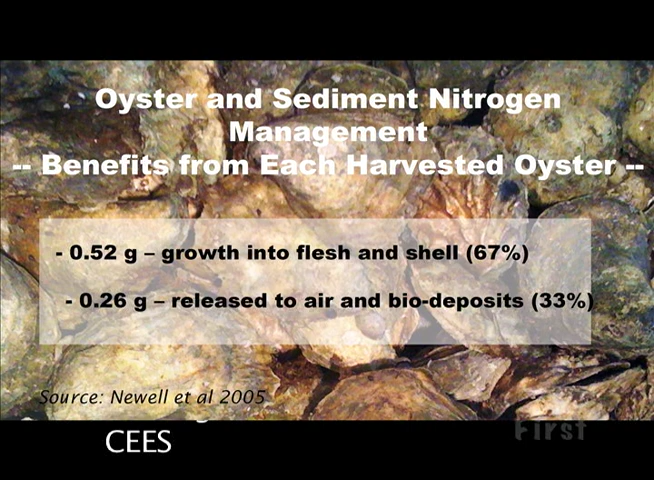 Oyster and Sediment Nitrogen
Management
-- Benefits from Each Harvested Oyster --
- 0.52 g – growth into flesh and shell (67%)
- 0.26 g – released to air and bio-deposits (33%)
Source: Newell et al 2005
CEES
First